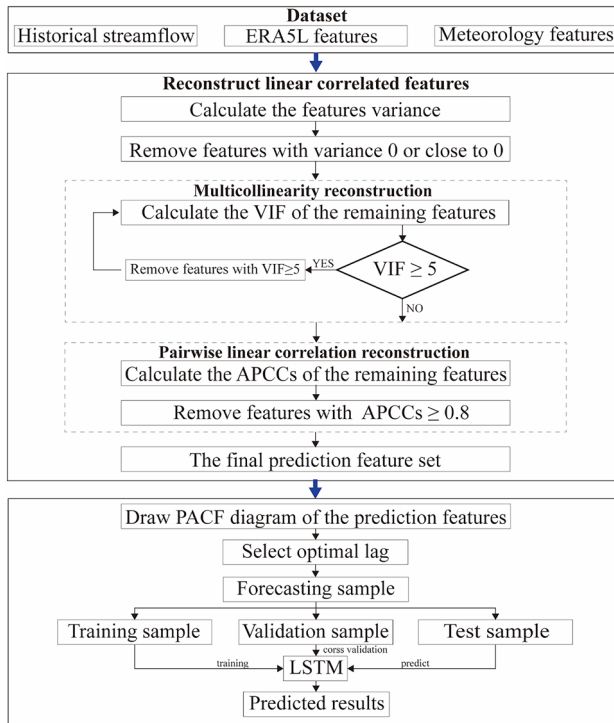 Dataset
Historical streamflow
ERA5L features
Meteorology features
Reconstruct linear correlated features
Calculate the features variance
Remove features with variance 0 or close to 0
Multicollinearity reconstruction
Calculate the VIF of the remaining features
Remove features with VIF≥5
YES
VIF ≥ 5
NO
Pairwise linear correlation reconstruction
Calculate the APCCs of the remaining features
Remove features with APCCs ≥ 0.8
The final prediction feature set
Draw PACF diagram of the prediction features
Select optimal lag
Forecasting sample
Training sample
Validation sample
Test sample
training
corss validation
predict
LSTM
Predicted results